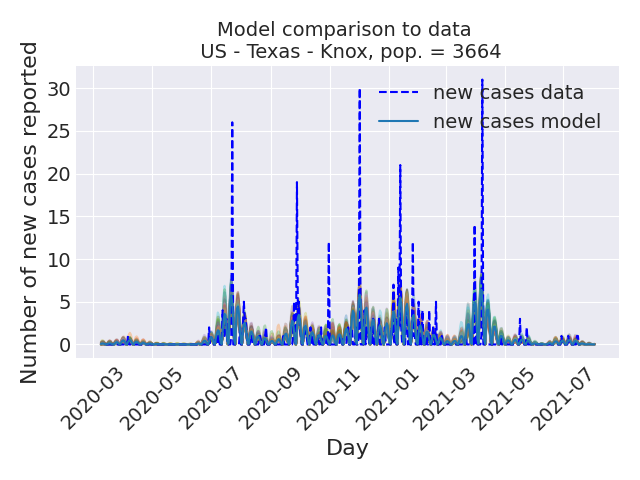 Model comparison to data
US - Texas - Knox, pop. = 3664
Number of new cases reported
30
25
20
15
10
5
0
new cases data
new cases model
2020-03
2020-05
2020-07
2020-09
2020-11
2021-01
2021-03
2021-05
2021-07
Day